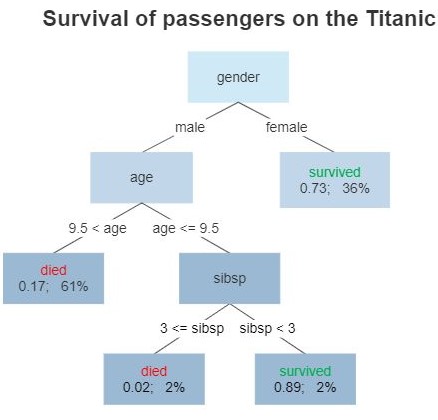 Survival of passengers on the Titanic
gender
male
female
age
survived
0.73; 36%
9.5 < age
age <= 9.5
died
0.17; 61%
sibsp
3 <= sibsp
sibsp < 3
died
0.02; 2%
survived
0.89; 2%